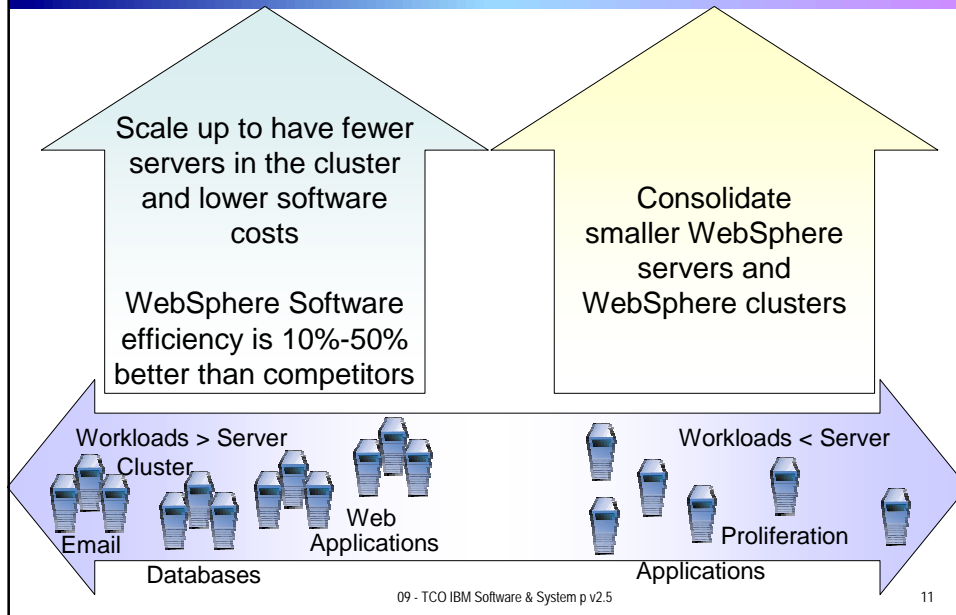 Scale up to have fewer
servers in the cluster
and lower software
costs
WebSphere Software
efficiency is 10%-50%
better than competitors
Consolidate
smaller WebSphere
servers and
WebSphere clusters
Workloads > Server
Cluster
Email
Databases
Web
Applications
Workloads < Server
Proliferation
Applications
09 - TCO IBM Software & System p v2.5
11